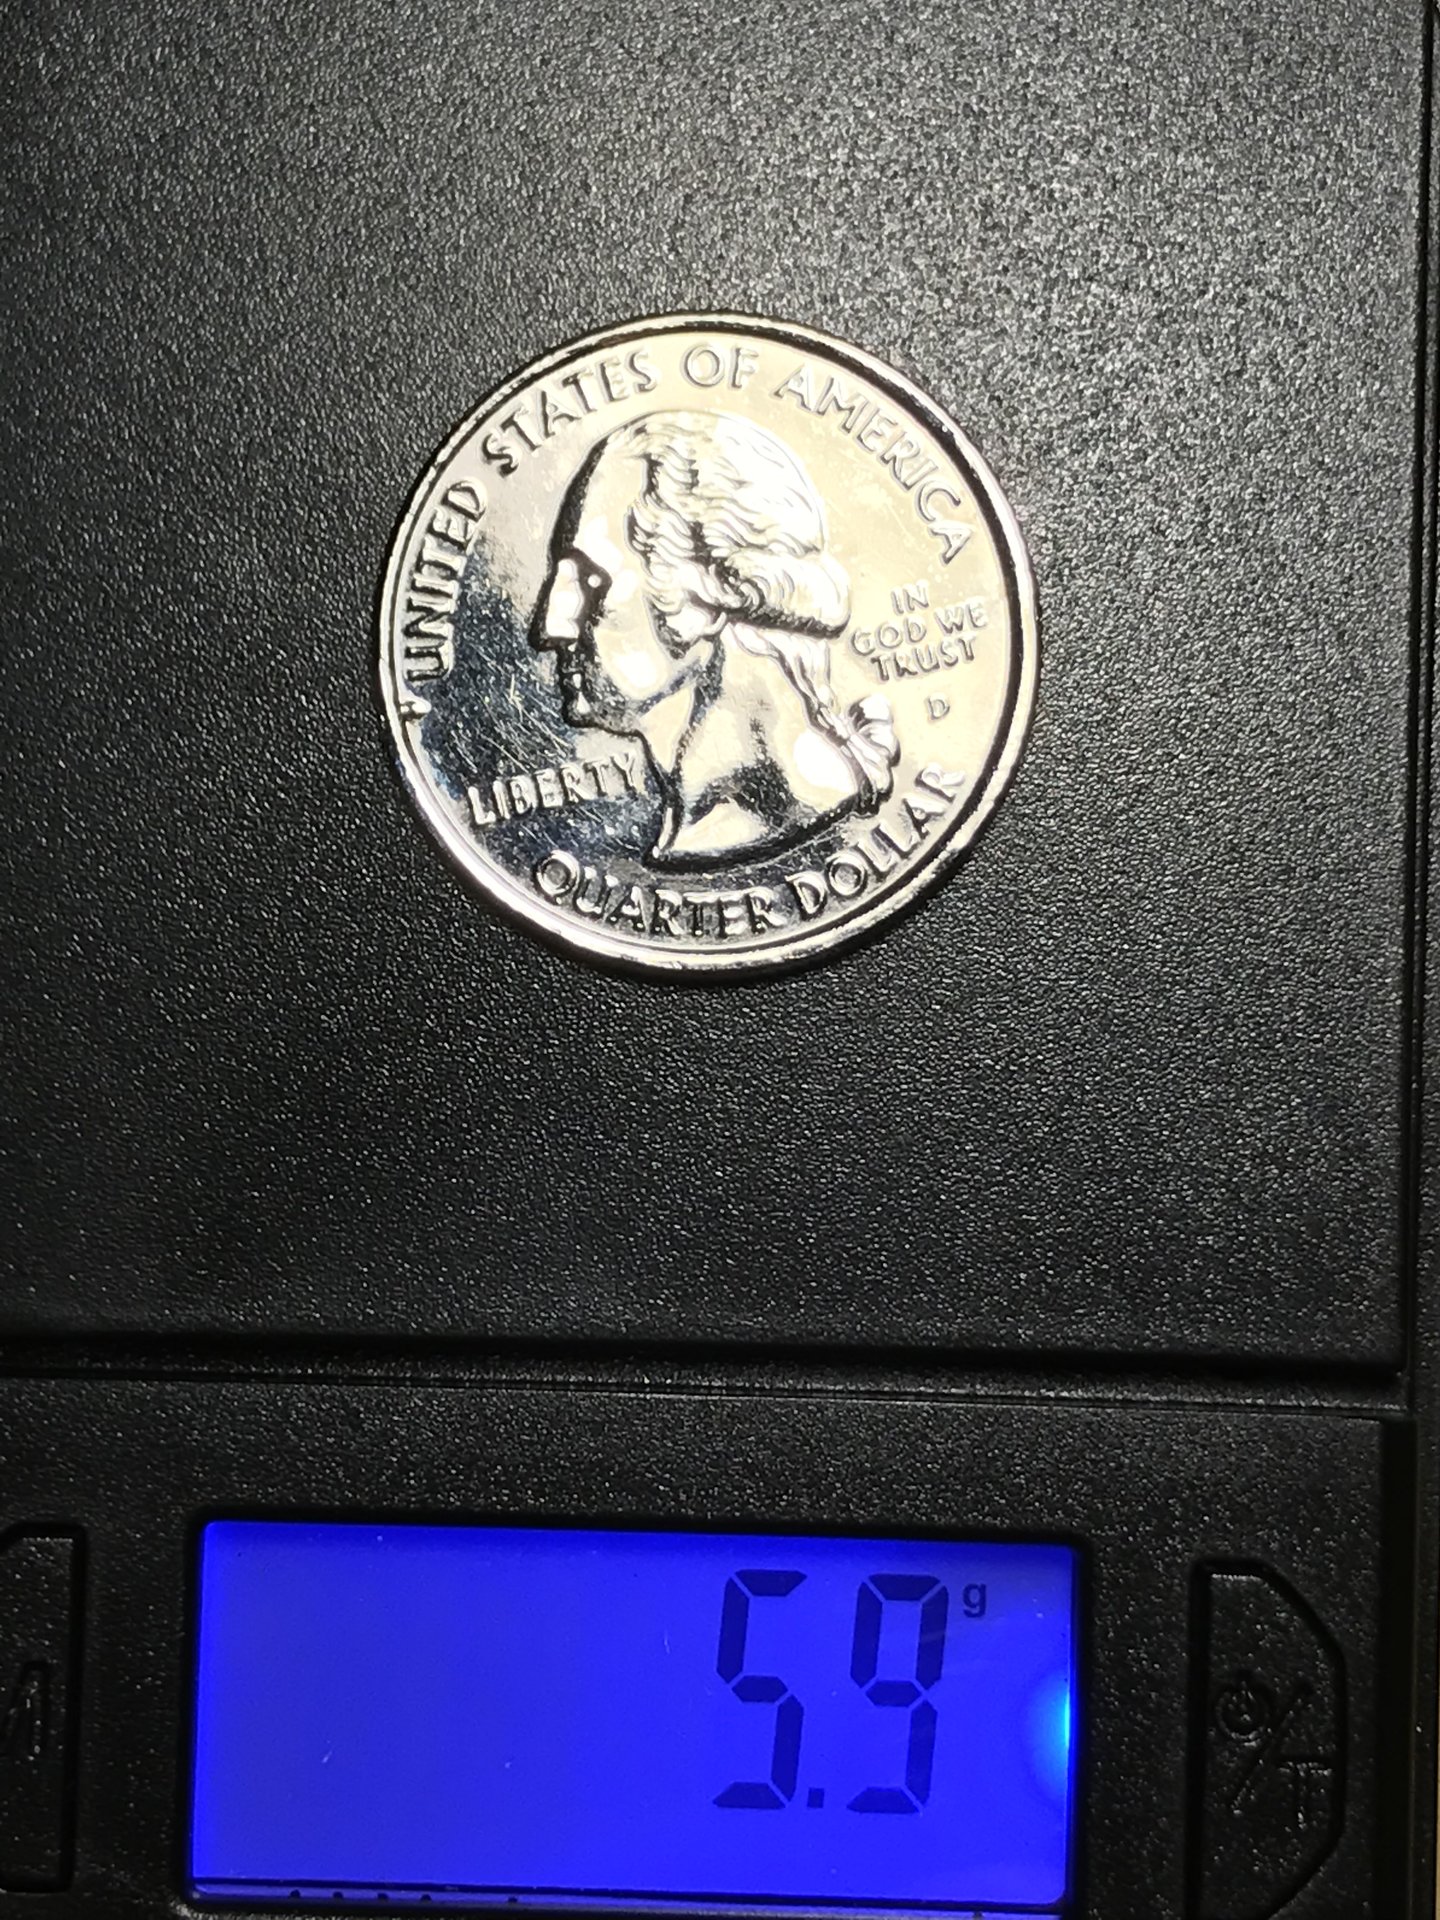 UNITED STATES OF AMERICA
IN
GOD WE
TRUST
D
LIBERTY
QUARTER DOLLAR
5.9 g
M